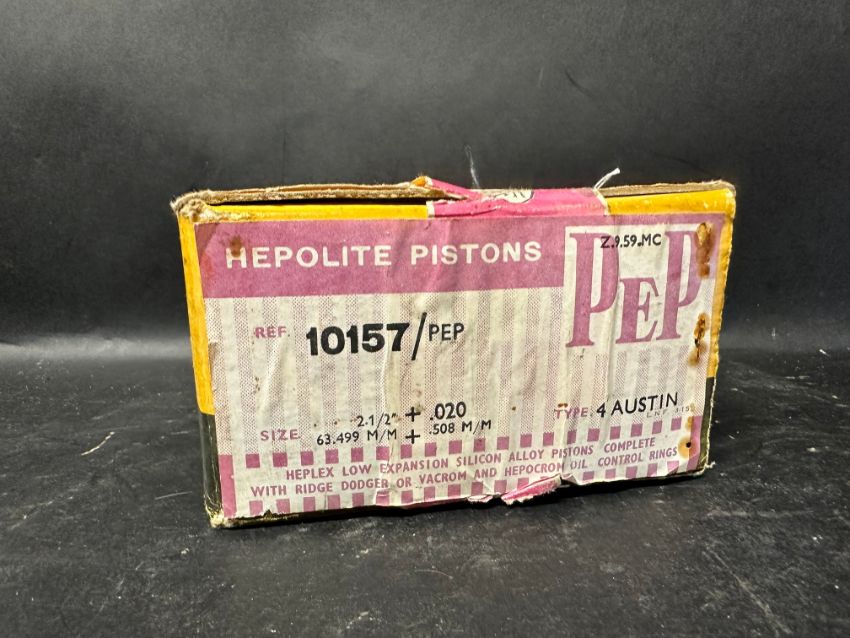 HEPOLITE PISTONS
Z.9.59.MC
PEP
REF. 10157/PEP
2.1/2" + .020
SIZE 63.499 M/M + .508 M/M
TYPE. 4 AUSTIN
HEPLEX LOW EXPANSION SILICON ALLOY PISTONS COMPLETE
WITH RIDGE DODGER OR VACROM AND HEPOCROM OIL CONTROL RINGS